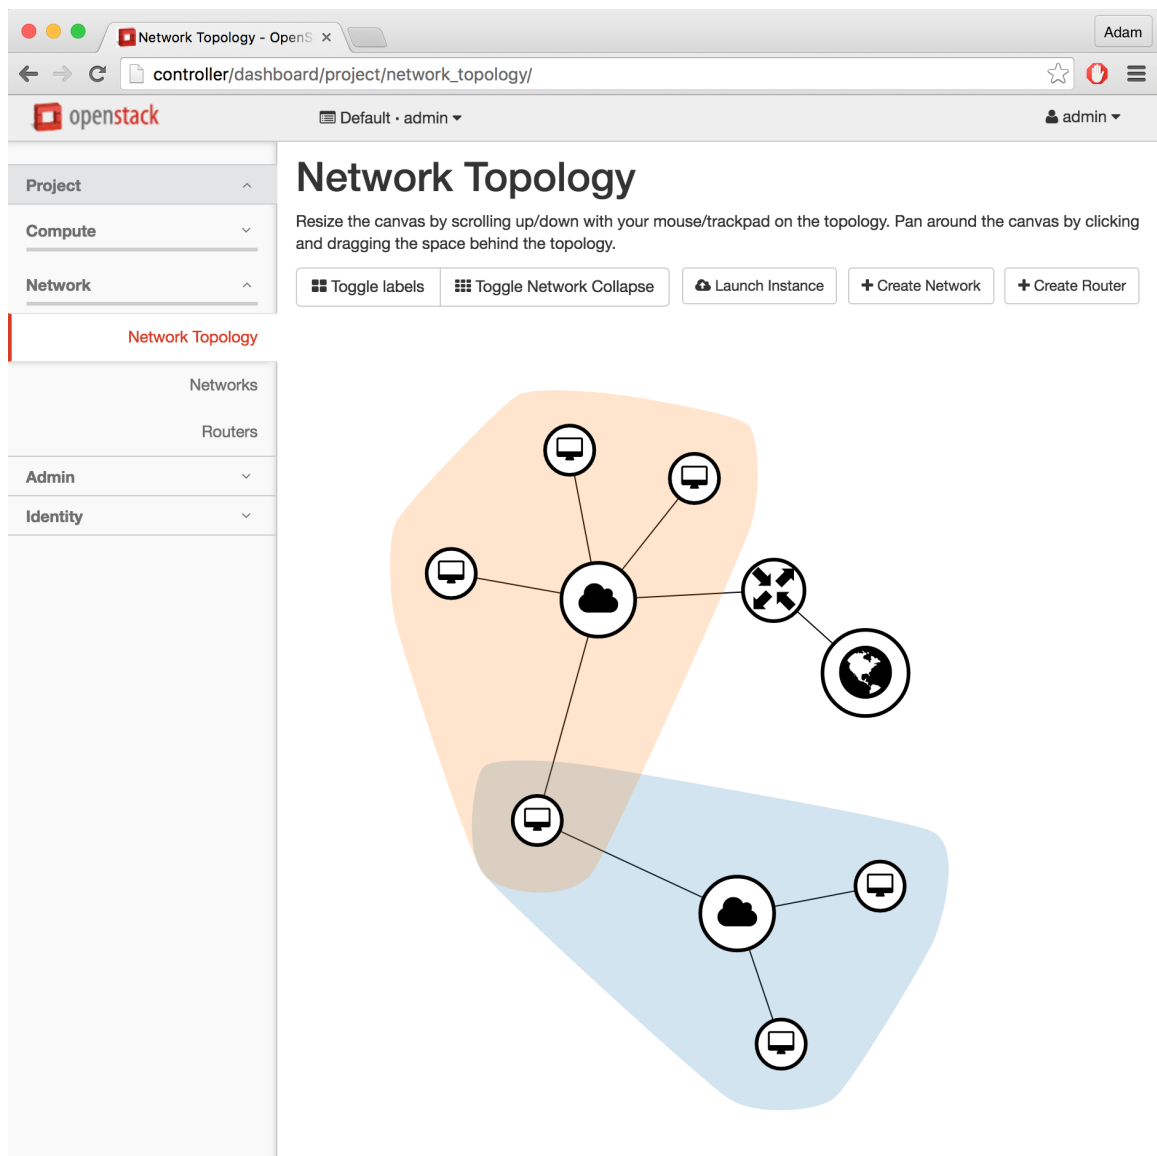 Network Topology - OpenS
Adam
controller/dashboard/project/network_topology/
openstack
Default · admin
admin
Project
Compute
Network
Network Topology
Networks
Routers
Admin
Identity
Network Topology
Resize the canvas by scrolling up/down with your mouse/trackpad on the topology. Pan around the canvas by clicking
and dragging the space behind the topology.
Toggle labels
Toggle Network Collapse
Launch Instance
+ Create Network
+ Create Router